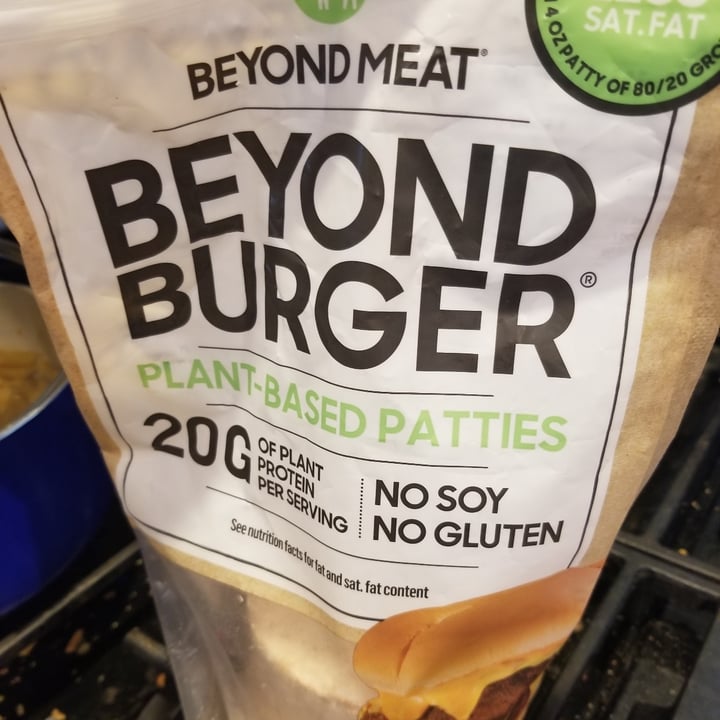 BEYOND MEAT®
BEYOND
BURGER®
PLANT-BASED PATTIES
20G OF PLANT
PROTEIN
PER SERVING
NO SOY
NO GLUTEN
See nutrition facts for fat and sat. fat content
SAT. FAT
4 OZ PATTY OF 80/20